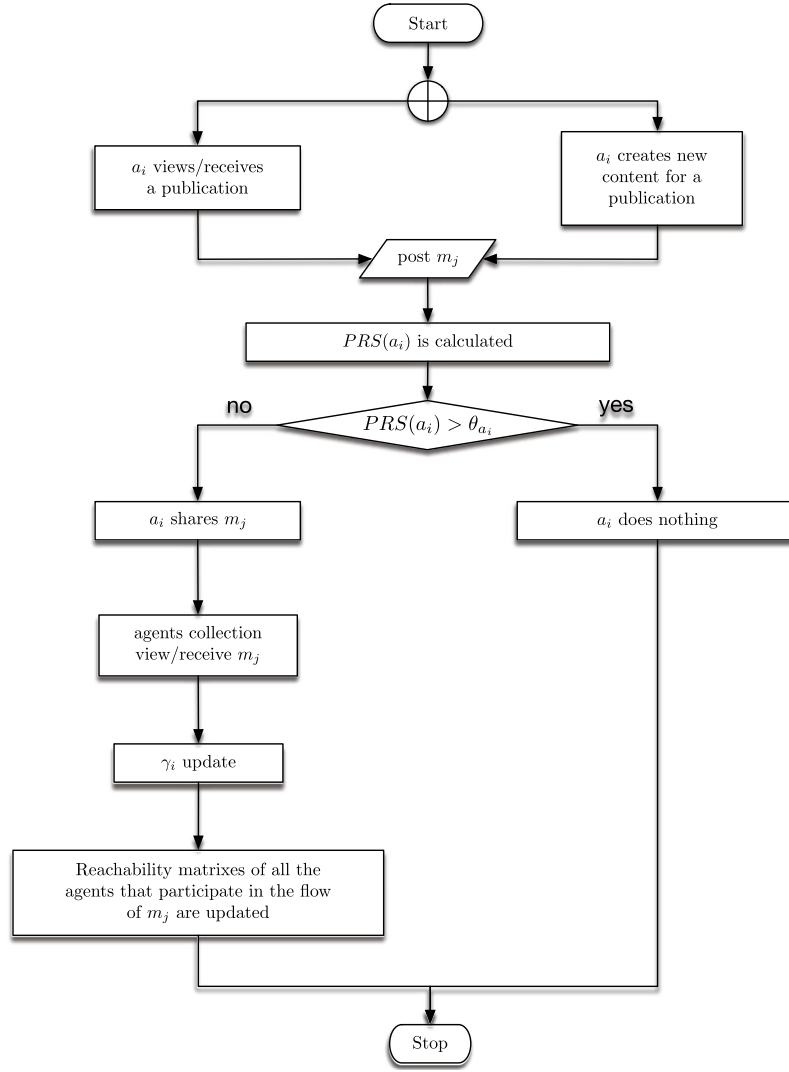 Start
a_i views/receives
a publication
a_i creates new
content for a
publication
post m_j
PRS(a_i) is calculated
no
yes
PRS(a_i) > θ_{a_i}
a_i shares m_j
a_i does nothing
agents collection
view/receive m_j
γ_i update
Reachability matrixes of all the
agents that participate in the flow
of m_j are updated
Stop